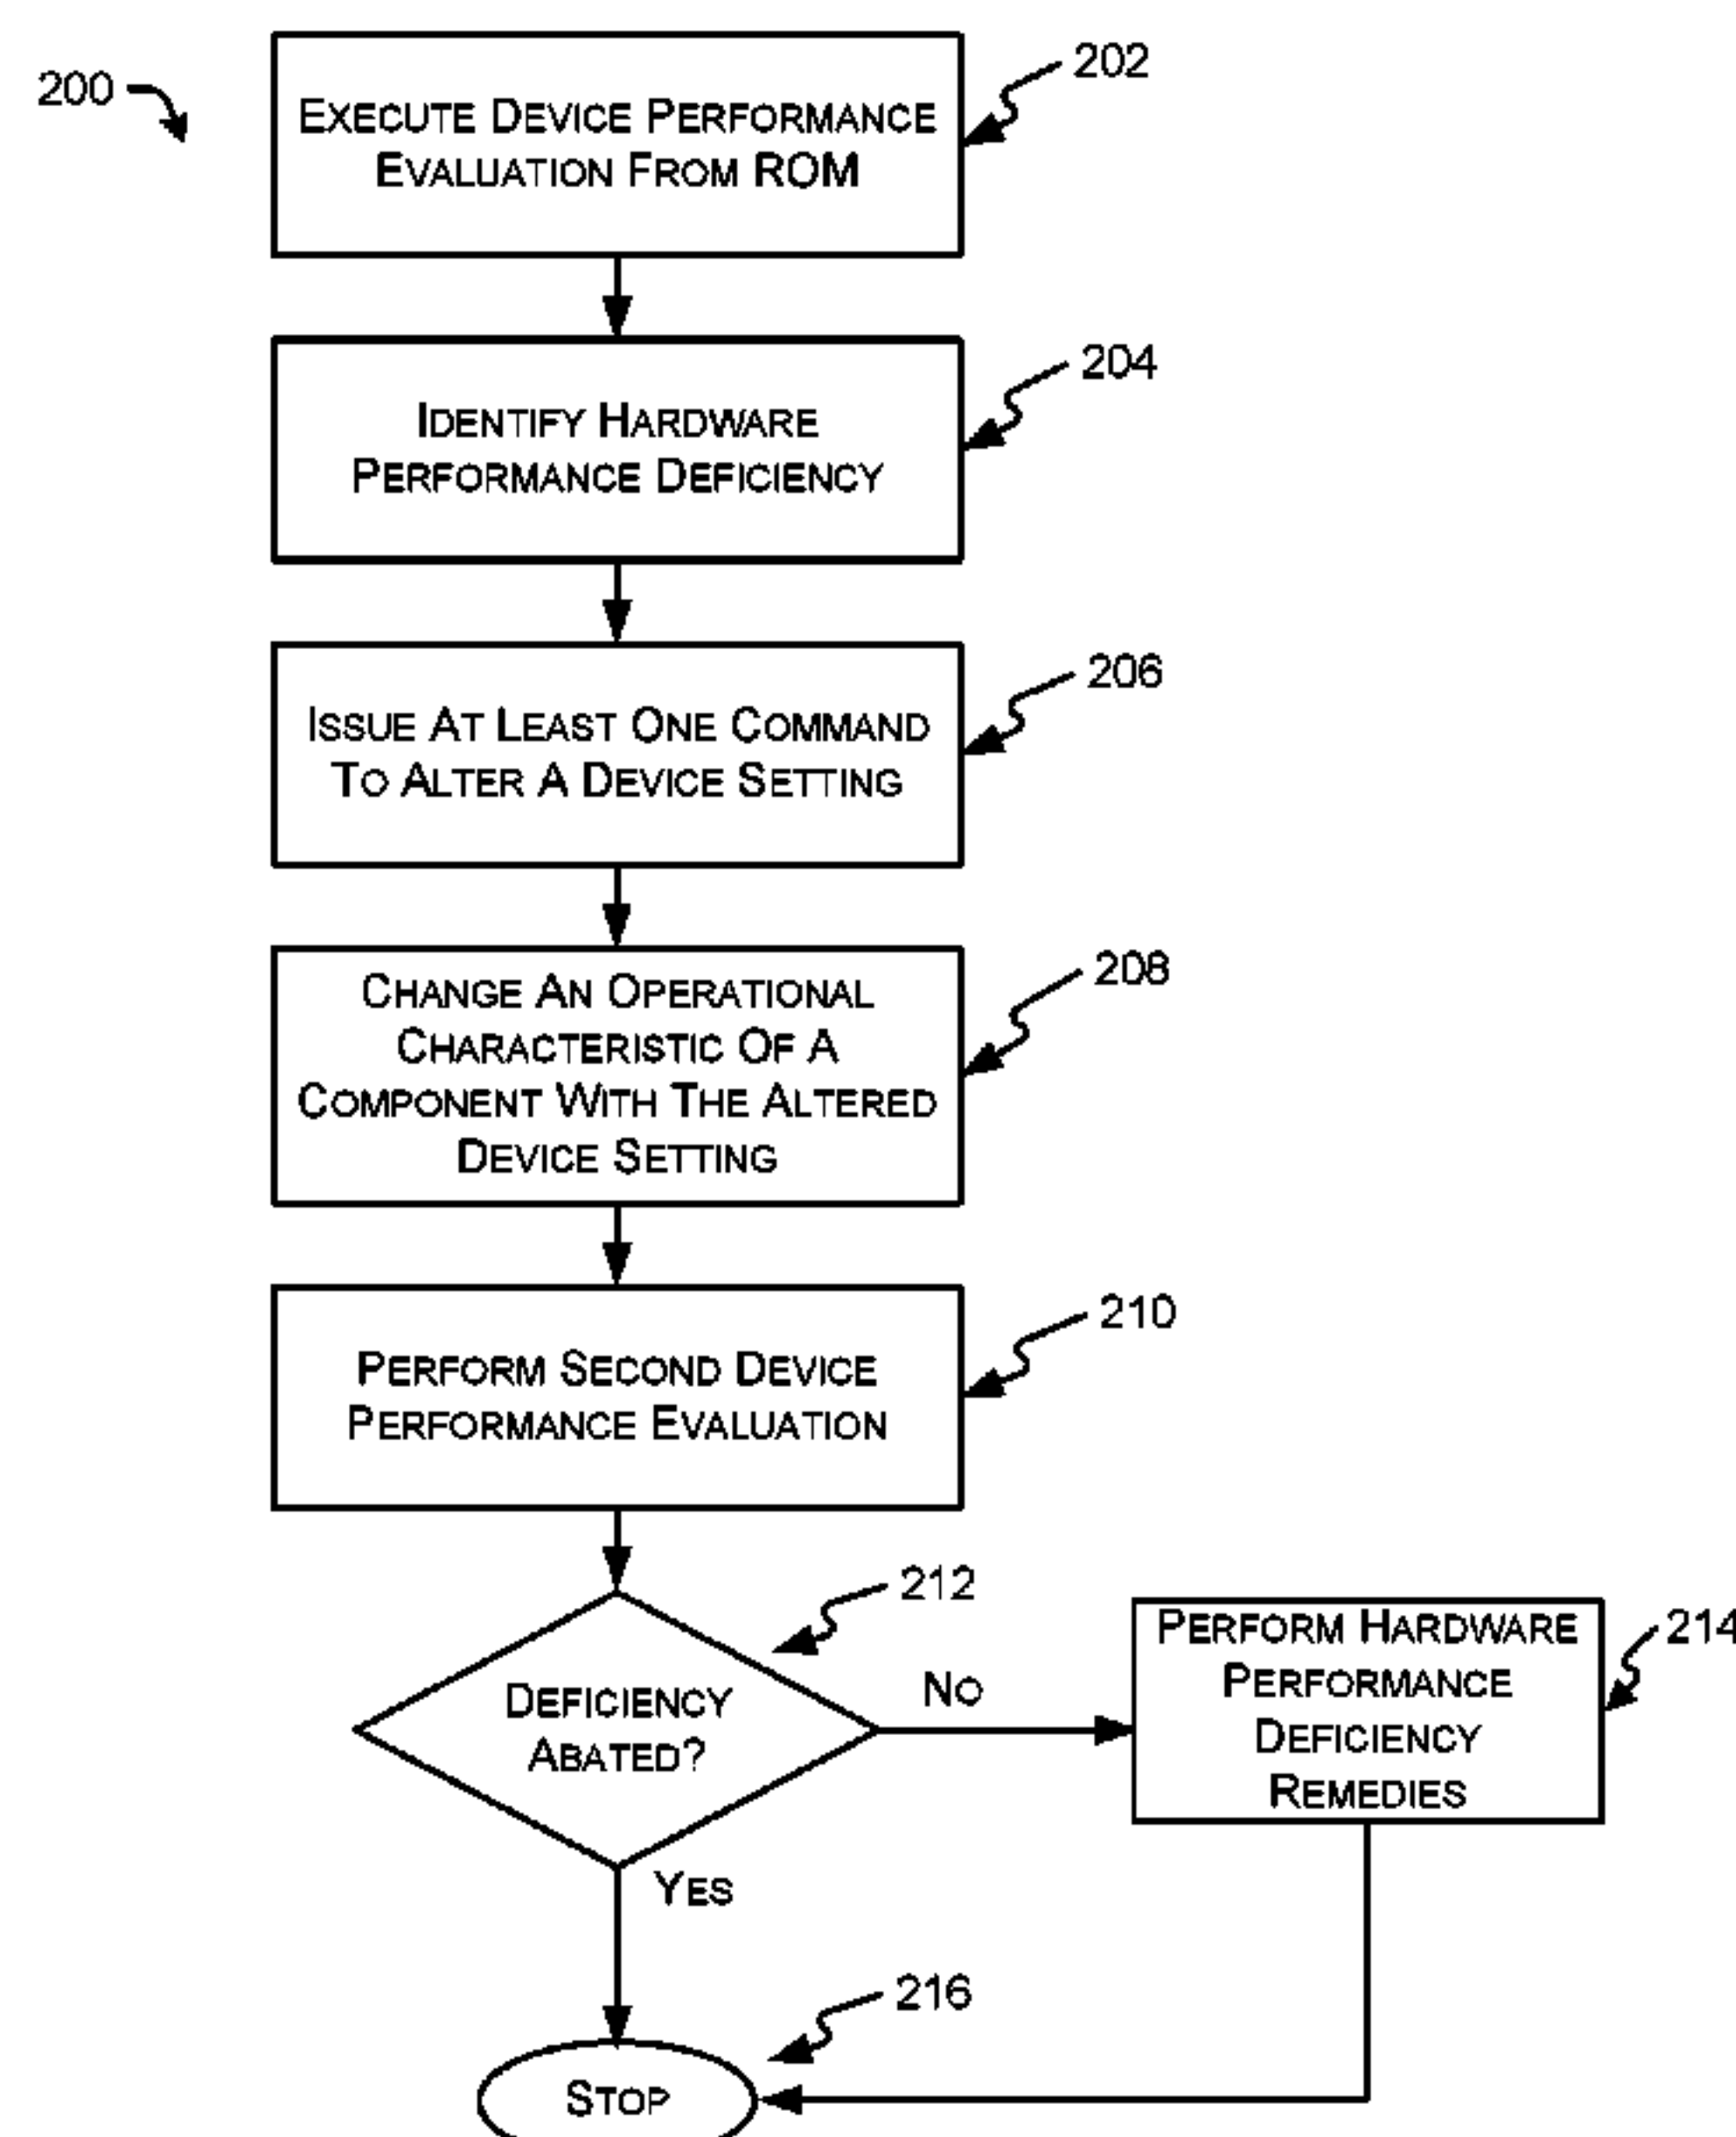 200
202
EXECUTE DEVICE PERFORMANCE
EVALUATION FROM ROM
204
IDENTIFY HARDWARE
PERFORMANCE DEFICIENCY
206
ISSUE AT LEAST ONE COMMAND
TO ALTER A DEVICE SETTING
208
CHANGE AN OPERATIONAL
CHARACTERISTIC OF A
COMPONENT WITH THE ALTERED
DEVICE SETTING
210
PERFORM SECOND DEVICE
PERFORMANCE EVALUATION
212
DEFICIENCY
ABATED?
NO
214
PERFORM HARDWARE
PERFORMANCE
DEFICIENCY
REMEDIES
YES
216
STOP